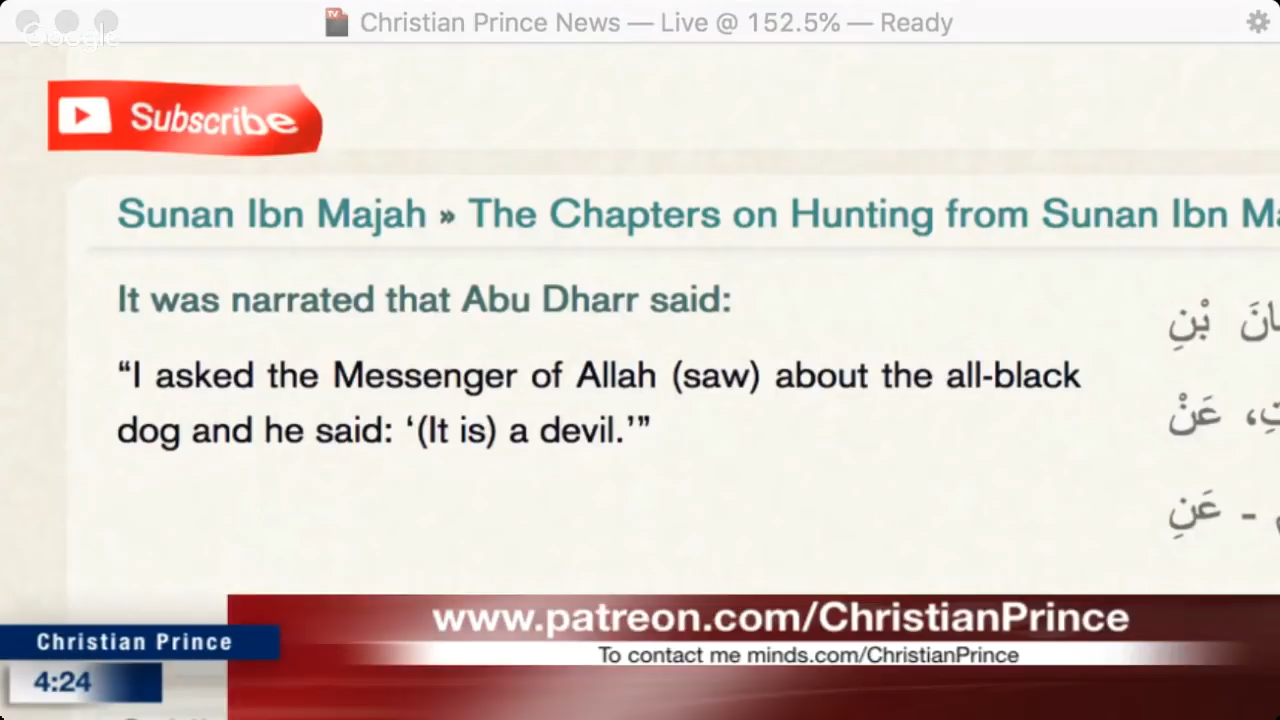 Christian Prince News — Live @ 152.5% — Ready
Google
Subscribe
Sunan Ibn Majah » The Chapters on Hunting from Sunan Ibn Ma
It was narrated that Abu Dharr said:
“I asked the Messenger of Allah (saw) about the all-black
dog and he said: ‘(It is) a devil.’”
بْنِ
عَنْ
عَنِ
www.patreon.com/ChristianPrince
To contact me minds.com/ChristianPrince
Christian Prince
4:24